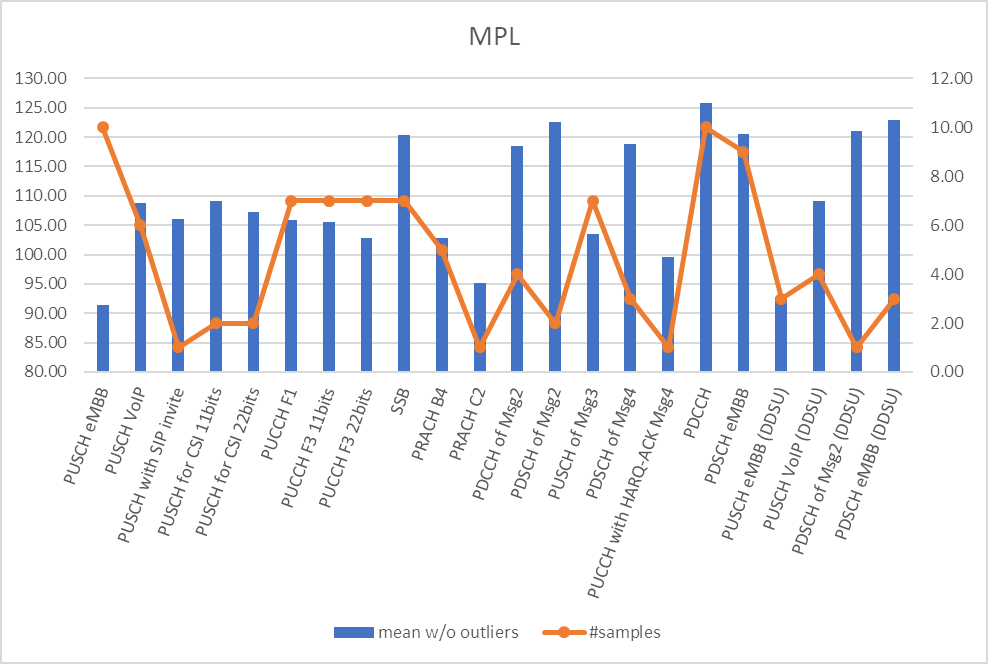 MPL
130.00
125.00
120.00
115.00
110.00
105.00
100.00
95.00
90.00
85.00
80.00
12.00
10.00
8.00
6.00
4.00
2.00
0.00
PUSCH eMBB
PUSCH VoIP
PUSCH with SIP invite
PUSCH for CSI 11bits
PUSCH for CSI 22bits
PUCCH F1
PUCCH F3 11bits
PUCCH F3 22bits
SSB
PRACH B4
PRACH C2
PDCCH of Msg2
PDSCH of Msg2
PUSCH of Msg3
PDSCH of Msg4
PUCCH with HARQ-ACK Msg4
PDCCH
PDSCH eMBB
PUSCH eMBB (DDSU)
PUSCH VoIP (DDSU)
PDSCH of Msg2 (DDSU)
PDSCH eMBB (DDSU)
mean w/o outliers
#samples